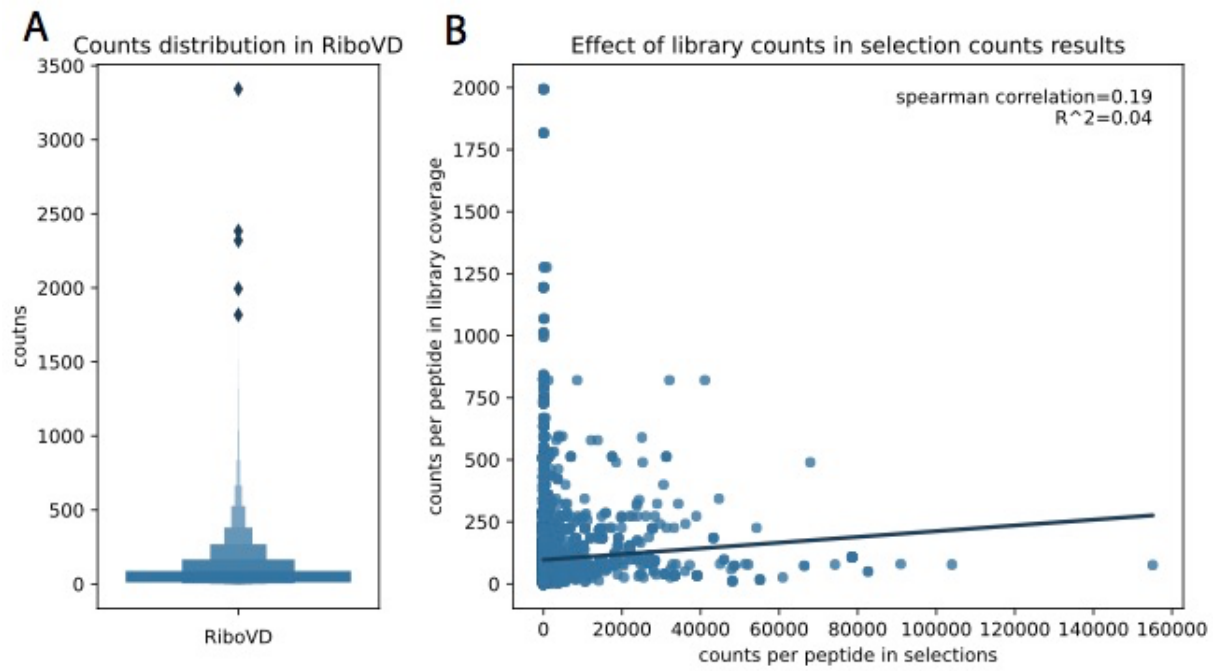 A
Counts distribution in RiboVD
3500
3000
2500
2000
1500
1000
500
0
coutns
RiboVD
B
Effect of library counts in selection counts results
spearman correlation=0.19
R^2=0.04
2000
1750
1500
1250
1000
750
500
250
0
counts per peptide in library coverage
0 20000 40000 60000 80000 100000 120000 140000 160000
counts per peptide in selections